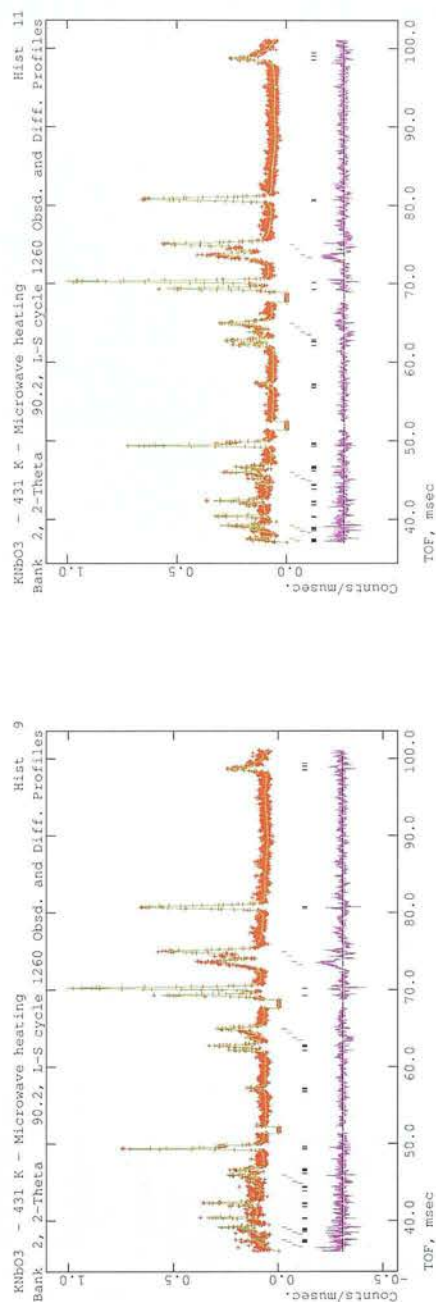 KNbO3 - 431 K - Microwave heating Hist 9
Bank 2, 2-Theta 90.2, L-S cycle 1260 Obsd. and Diff. Profiles
1.0
0.5
0.0
-0.5
Counts/musec.
40.0 50.0 60.0 70.0 80.0 90.0 100.0
TOF, msec
KNbO3 - 431 K - Microwave heating Hist 11
Bank 2, 2-Theta 90.2, L-S cycle 1260 Obsd. and Diff. Profiles
1.0
0.5
0.0
Counts/musec.
40.0 50.0 60.0 70.0 80.0 90.0 100.0
TOF, msec